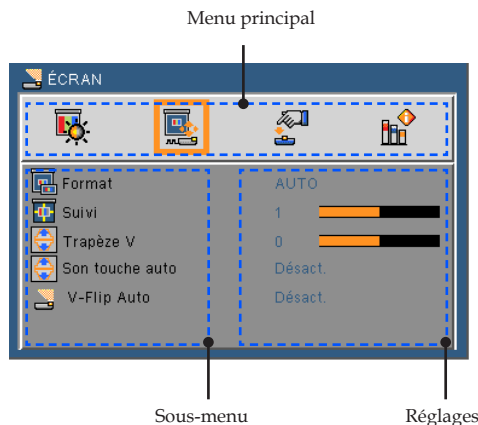 Menu principal
ÉCRAN
Format AUTO
Suivi 1
Trapèze V 0
Son touche auto Désact.
V-Flip Auto Désact.
Sous-menu Réglages